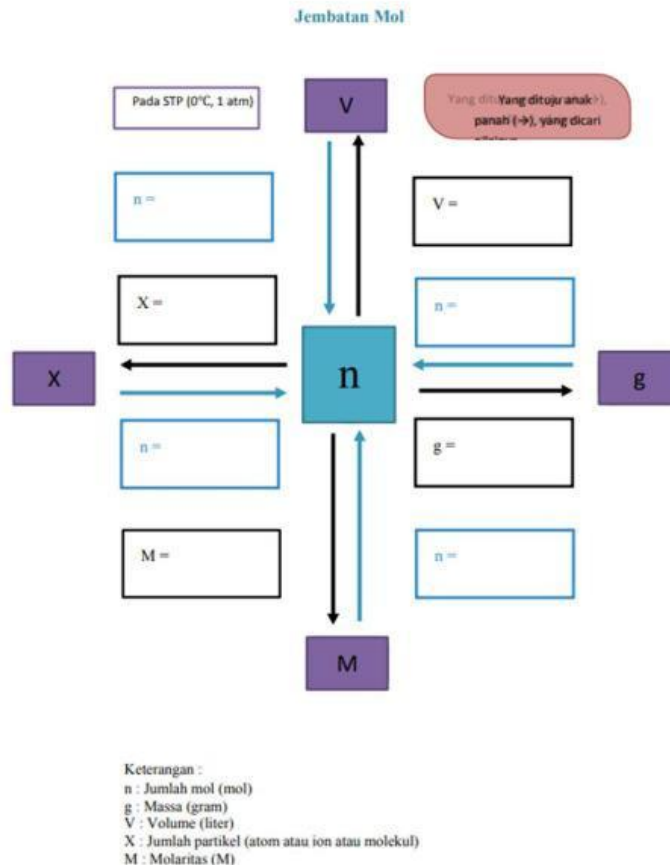 Jembatan Mol
Pada STP (0°C, 1 atm)
V
Yang dituju anak
panah (→), yang dicari
n =
V =
X =
n =
X
n
g
n =
g =
M =
n =
M
Keterangan :
n : Jumlah mol (mol)
g : Massa (gram)
V : Volume (liter)
X : Jumlah partikel (atom atau ion atau molekul)
M : Molaritas (M)